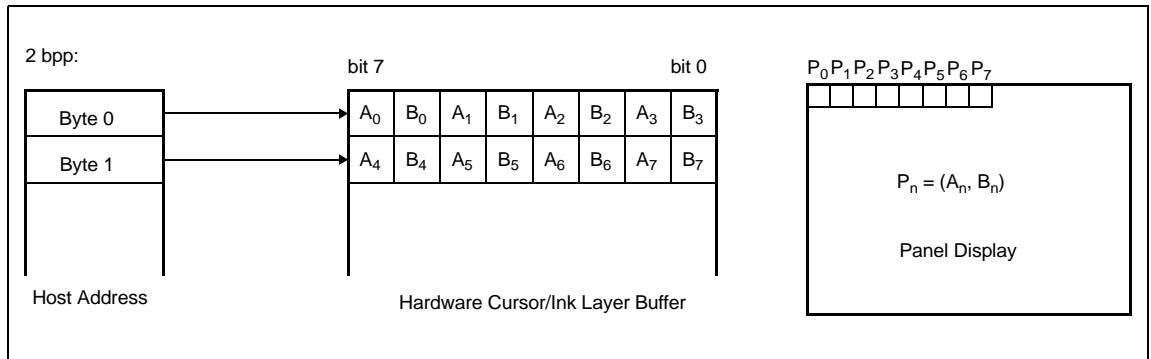 2 bpp:
bit 7 bit 0
P₀ P₁ P₂ P₃ P₄ P₅ P₆ P₇
Byte 0 A₀ B₀ A₁ B₁ A₂ B₂ A₃ B₃
Byte 1 A₄ B₄ A₅ B₅ A₆ B₆ A₇ B₇
Pₙ = (Aₙ, Bₙ)
Panel Display
Host Address
Hardware Cursor/Ink Layer Buffer